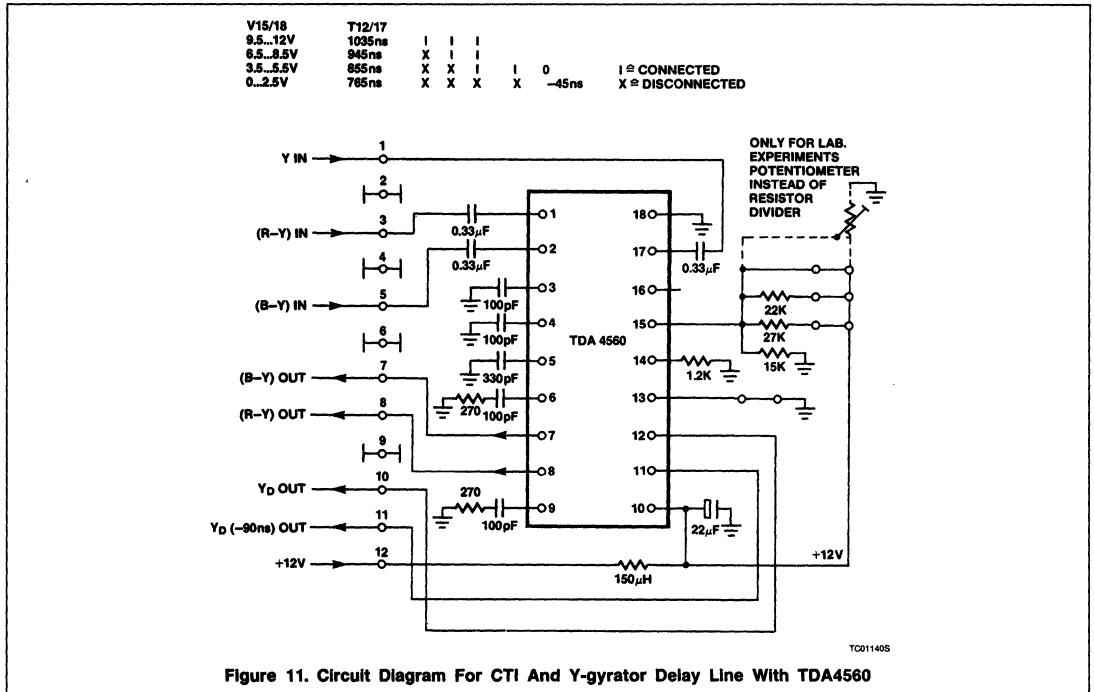 V15/18 T12/17
9.5...12V 1035ns I I I
6.5...8.5V 945ns X I I
3.5...5.5V 855ns X X I I 0 I ≙ CONNECTED
0...2.5V 765ns X X X X –45ns X ≙ DISCONNECTED
ONLY FOR LAB.
EXPERIMENTS
POTENTIOMETER
INSTEAD OF
RESISTOR
DIVIDER
Y IN 1
2
(R–Y) IN 3
0.33μF
4
0.33μF
(B–Y) IN 5
6
(B–Y) OUT 7
(R–Y) OUT 8
9
YD OUT 10
YD (–90ns) OUT 11
+12V 12
100pF
100pF
330pF
270 100pF
270
100pF
1
2
3
4
5
6
7
8
9
TDA 4560
18
17
16
15
14
13
12
11
10
0.33μF
22K
27K
15K
1.2K
22μF
150μH
+12V
TC01140S
Figure 11. Circuit Diagram For CTI And Y-gyrator Delay Line With TDA4560